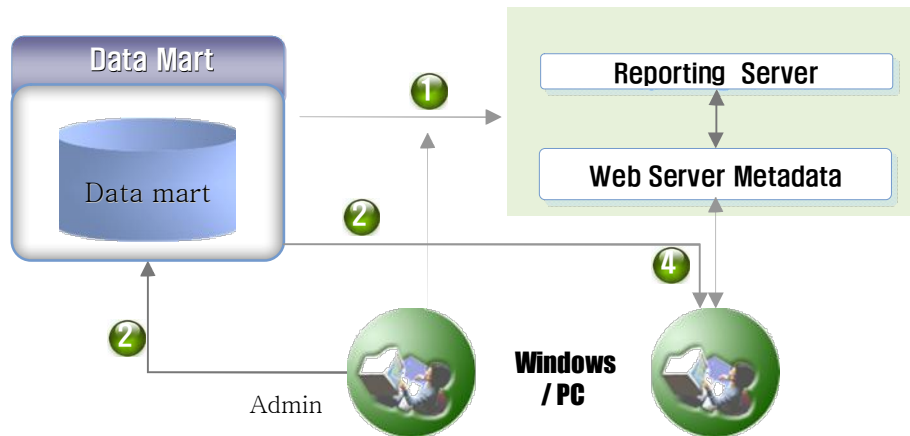 Data Mart
Data mart
1
Reporting Server
Web Server Metadata
2
4
2
Admin
Windows
/ PC